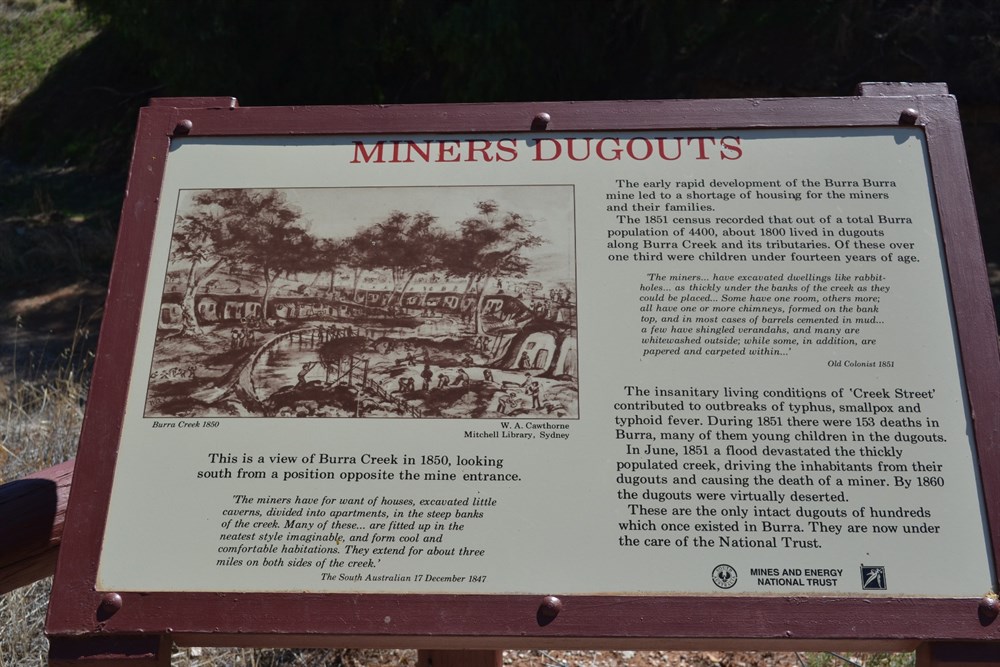 MINERS DUGOUTS
Burra Creek 1850
W. A. Cawthorne
Mitchell Library, Sydney
This is a view of Burra Creek in 1850, looking
south from a position opposite the mine entrance.
'The miners have for want of houses, excavated little
caverns, divided into apartments, in the steep banks
of the creek. Many of these... are fitted up in the
neatest style imaginable, and form cool and
comfortable habitations. They extend for about three
miles on both sides of the creek.'
The South Australian 17 December 1847
The early rapid development of the Burra Burra
mine led to a shortage of housing for the miners
and their families.
The 1851 census recorded that out of a total Burra
population of 4400, about 1800 lived in dugouts
along Burra Creek and its tributaries. Of these over
one third were children under fourteen years of age.
'The miners... have excavated dwellings like rabbit-
holes... as thickly under the banks of the creek as they
could be placed... Some have one room, others more;
all have one or more chimneys, formed on the bank
top, and in most cases of barrels cemented in mud...
a few have shingled verandahs, and many are
whitewashed outside; while some, in addition, are
papered and carpeted within...'
Old Colonist 1851
The insanitary living conditions of 'Creek Street'
contributed to outbreaks of typhus, smallpox and
typhoid fever. During 1851 there were 153 deaths in
Burra, many of them young children in the dugouts.
In June, 1851 a flood devastated the thickly
populated creek, driving the inhabitants from their
dugouts and causing the death of a miner. By 1860
the dugouts were virtually deserted.
These are the only intact dugouts of hundreds
which once existed in Burra. They are now under
the care of the National Trust.
MINES AND ENERGY
NATIONAL TRUST